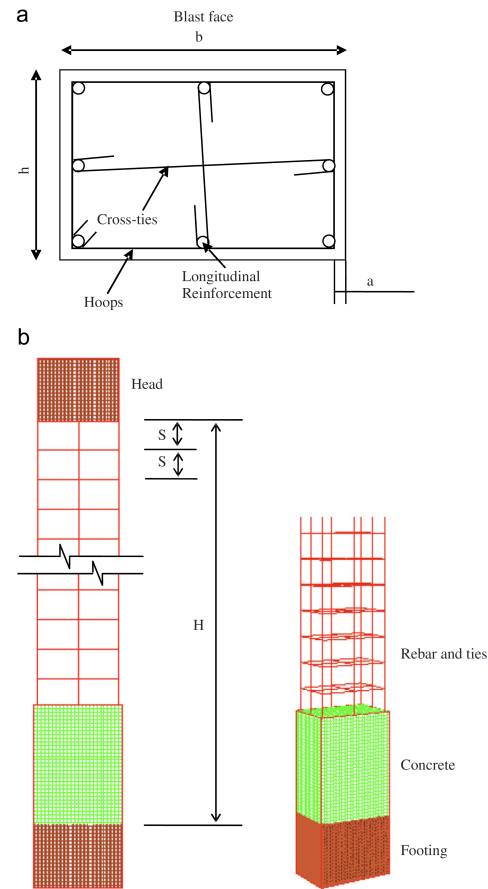 a
Blast face
b
h
Cross-ties
Longitudinal
Reinforcement
Hoops
a
b
Head
S
S
H
Rebar and ties
Concrete
Footing